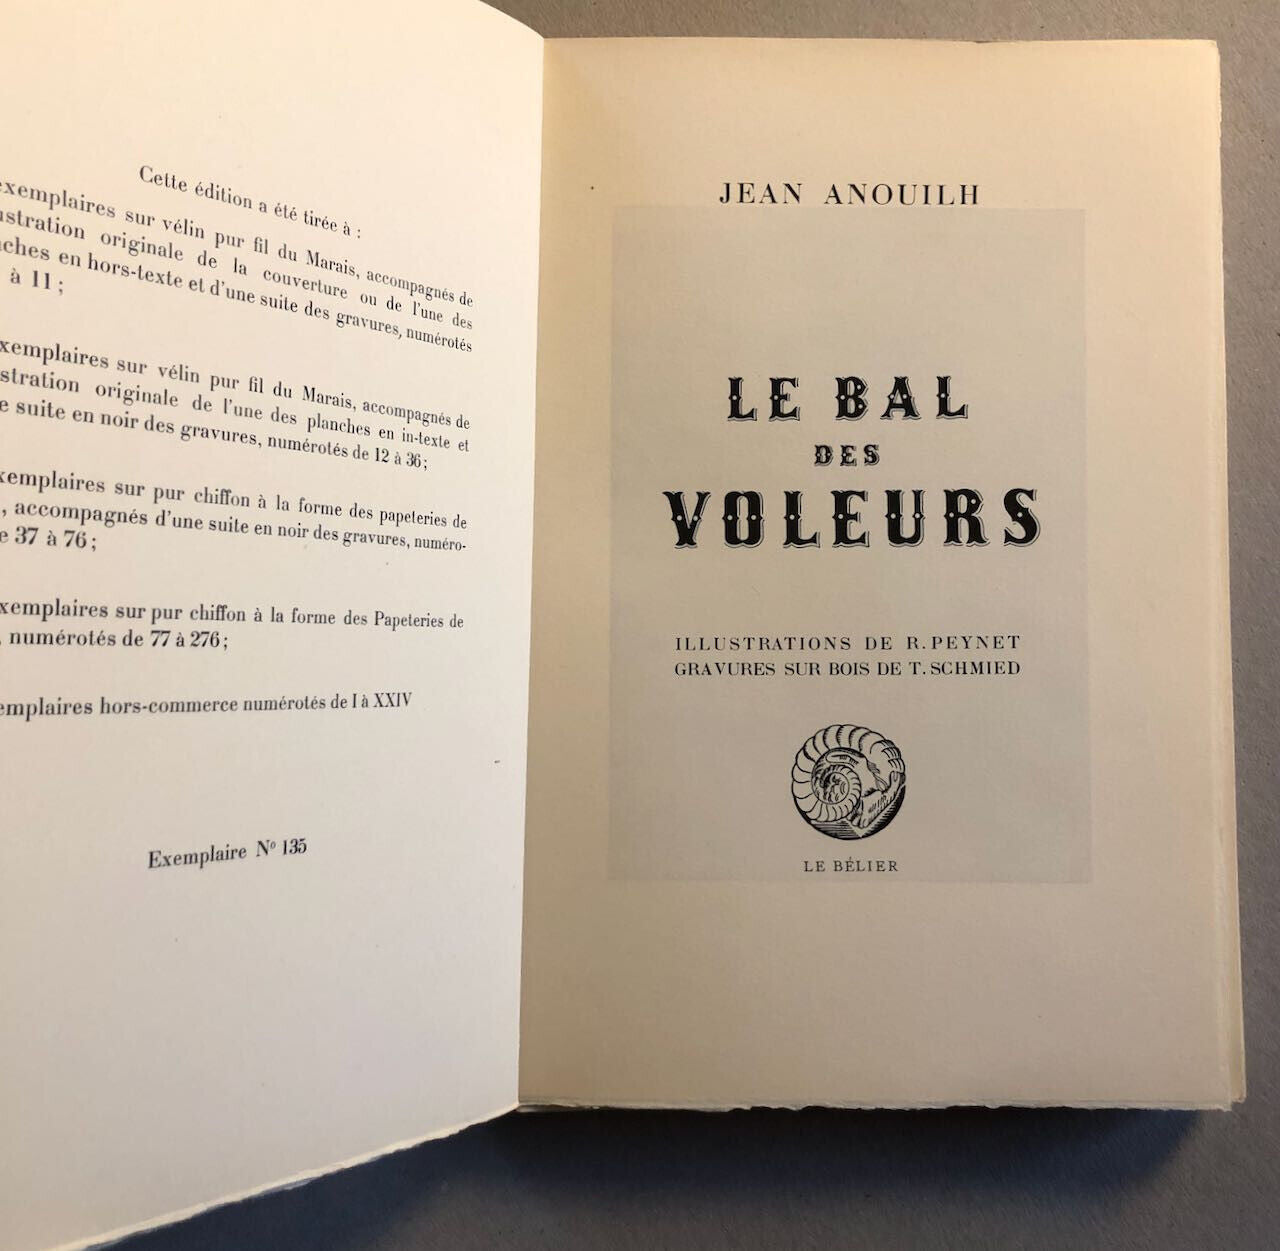 Cette édition a été tirée à :
exemplaires sur vélin pur fil du Marais, accompagnés de
originale de la couverture ou de l'une des
en hors-texte et d'une suite des gravures, numérotés
à 11 ;
exemplaires sur vélin pur fil du Marais, accompagnés de
originale de l'une des planches en in-texte et
suite en noir des gravures, numérotés de 12 à 36;
exemplaires sur pur chiffon à la forme des papeteries de
, accompagnés d'une suite en noir des gravures, numéro-
37 à 76 ;
exemplaires sur pur chiffon à la forme des Papeteries de
, numérotés de 77 à 276 ;
emplaires hors-commerce numérotés de I à XXIV
Exemplaire Nº 135
JEAN ANOUILH
LE BAL
DES
VOLEURS
ILLUSTRATIONS DE R. PEYNET
GRAVURES SUR BOIS DE T. SCHMIED
LE BÉLIER